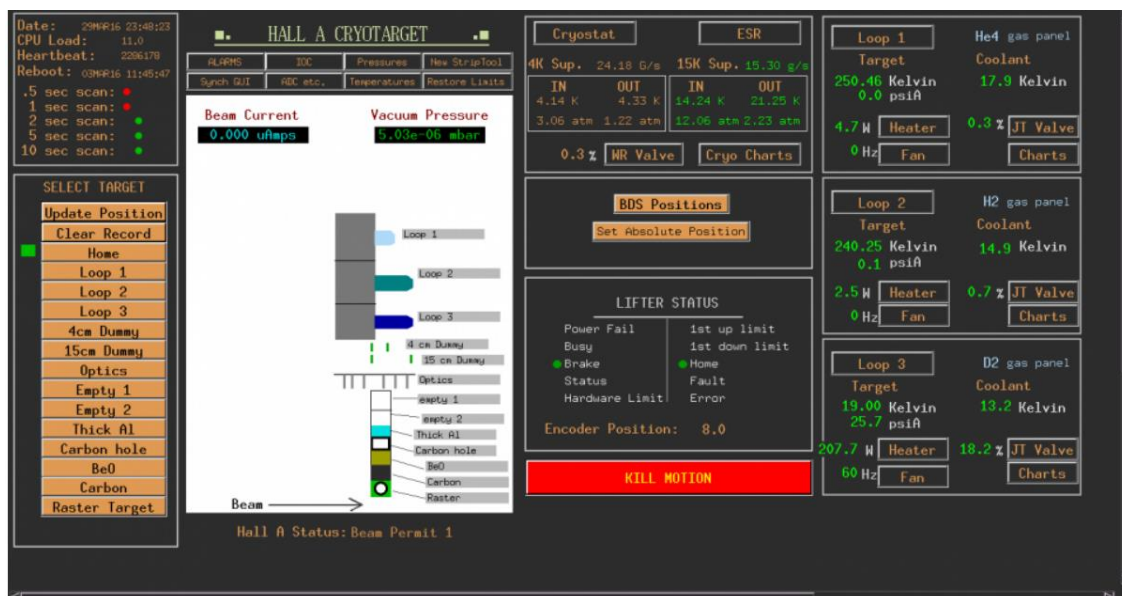 Date: 29MAR16 23:48:23
CPU Load: 11.0
Heartbeat: 2286178
Reboot: 03MAR16 11:45:47
.5 sec scan:
1 sec scan:
2 sec scan:
5 sec scan:
10 sec scan:
SELECT TARGET
Update Position
Clear Record
Home
Loop 1
Loop 2
Loop 3
4cm Dummy
15cm Dummy
Optics
Empty 1
Empty 2
Thick Al
Carbon hole
BeO
Carbon
Raster Target
HALL A CRYOTARGET
ALARMS IOC Pressures New StripTool
Synch GUI ADC etc. Temperatures Restore Limits
Beam Current Vacuum Pressure
0.000 uAmps 5.03e-06 mbar
Loop 1
Loop 2
Loop 3
4 cm Dummy
15 cm Dummy
Optics
empty 1
empty 2
Thick Al
Carbon hole
BeO
Carbon
Raster
Beam
Hall A Status: Beam Permit 1
Cryostat ESR
4K Sup. 24.18 G/s 15K Sup. 15.30 g/s
IN OUT IN OUT
4.14 K 4.33 K 14.24 K 21.25 K
3.06 atm 1.22 atm 12.06 atm 2.23 atm
0.3 % WR Valve Cryo Charts
BDS Positions
Set Absolute Position
LIFTER STATUS
Power Fail 1st up limit
Busy 1st down limit
Brake Home
Status Fault
Hardware Limit Error
Encoder Position: 8.0
KILL MOTION
Loop 1 He4 gas panel
Target Coolant
250.46 Kelvin 17.9 Kelvin
0.0 psiA
4.7 W Heater 0.3 % JT Valve
0 Hz Fan Charts
Loop 2 H2 gas panel
Target Coolant
240.25 Kelvin 14.9 Kelvin
0.1 psiA
2.5 W Heater 0.7 % JT Valve
0 Hz Fan Charts
Loop 3 D2 gas panel
Target Coolant
19.00 Kelvin 13.2 Kelvin
25.7 psiA
207.7 W Heater 18.2 % JT Valve
60 Hz Fan Charts